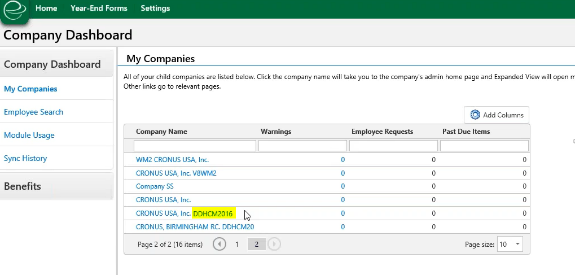 Home Year-End Forms Settings
Company Dashboard
Company Dashboard
My Companies
Employee Search
Module Usage
Sync History
Benefits
My Companies
All of your child companies are listed below. Click the company name will take you to the company's admin home page and Expanded View will open m
Other links go to relevant pages.
Add Columns
Company Name Warnings Employee Requests Past Due Items
WM2 CRONUS USA, Inc. 0 0 0
CRONUS USA, Inc. V8WM2 0 0 0
Company SS 0 0 0
CRONUS USA, Inc. 0 0 0
CRONUS USA, Inc. DDHCM2016 0 0 0
CRONUS, BIRMINGHAM RC. DDHCM20 0 0 0
Page 2 of 2 (16 items) 1 2 Page size: 10